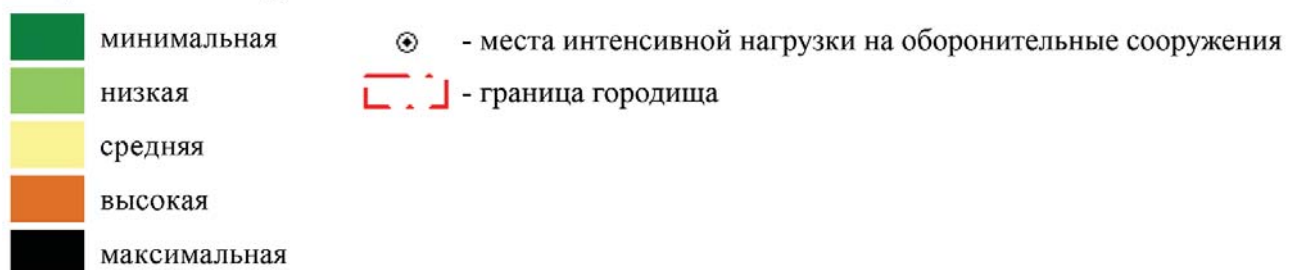 минимальная - места интенсивной нагрузки на оборонительные сооружения
низкая - граница городища
средняя
высокая
максимальная